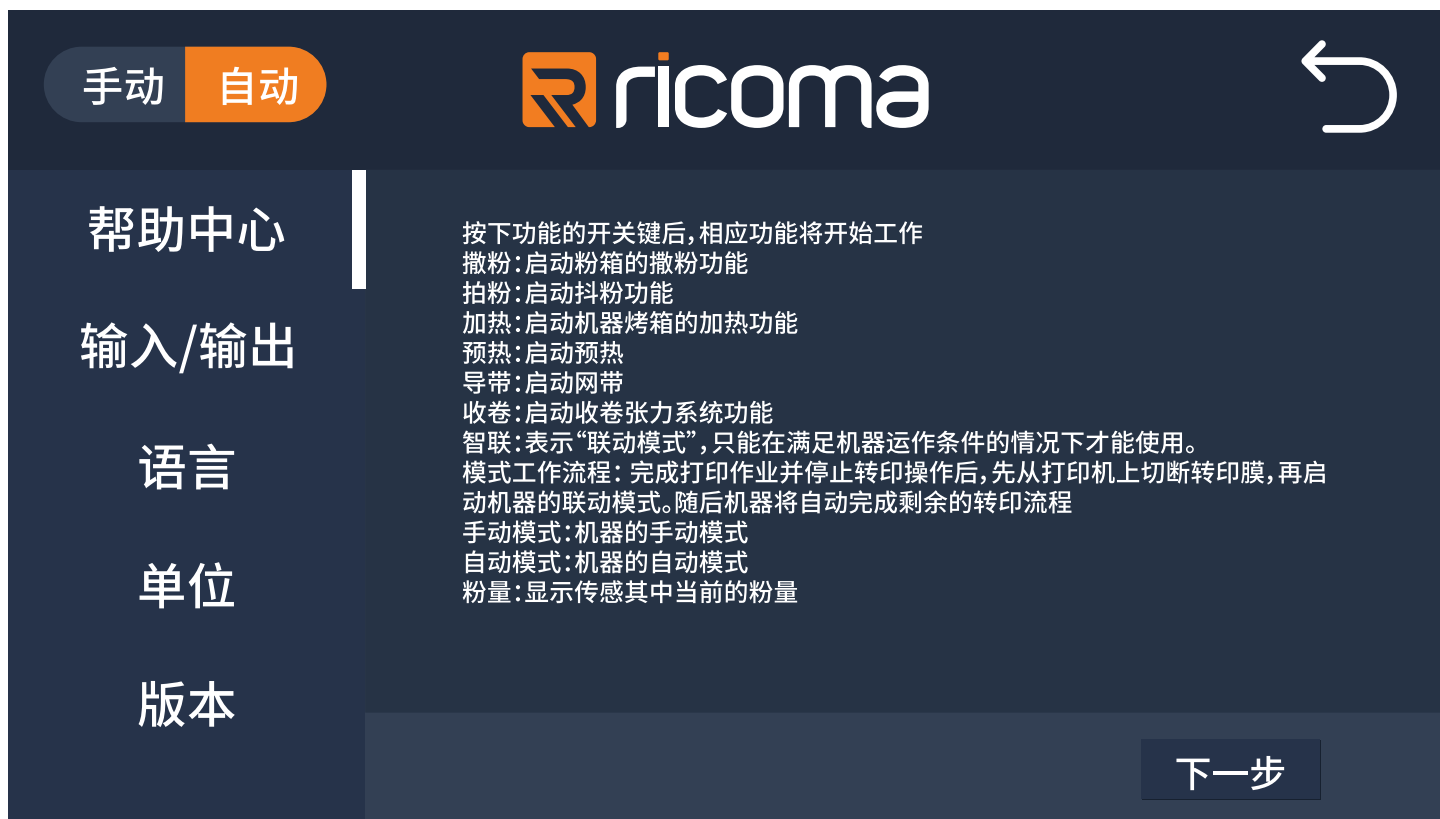 手动
自动
ricoma
帮助中心
输入/输出
语言
单位
版本
按下功能的开关键后，相应功能将开始工作
撒粉：启动粉箱的撒粉功能
拍粉：启动抖粉功能
加热：启动机器烤箱的加热功能
预热：启动预热
导带：启动网带
收卷：启动收卷张力系统功能
智联：表示“联动模式”，只能在满足机器运作条件的情况下才能使用。
模式工作流程： 完成打印作业并停止转印操作后，先从打印机上切断转印膜，再启
动机器的联动模式。随后机器将自动完成剩余的转印流程
手动模式：机器的手动模式
自动模式：机器的自动模式
粉量：显示传感其中当前的粉量
下一步